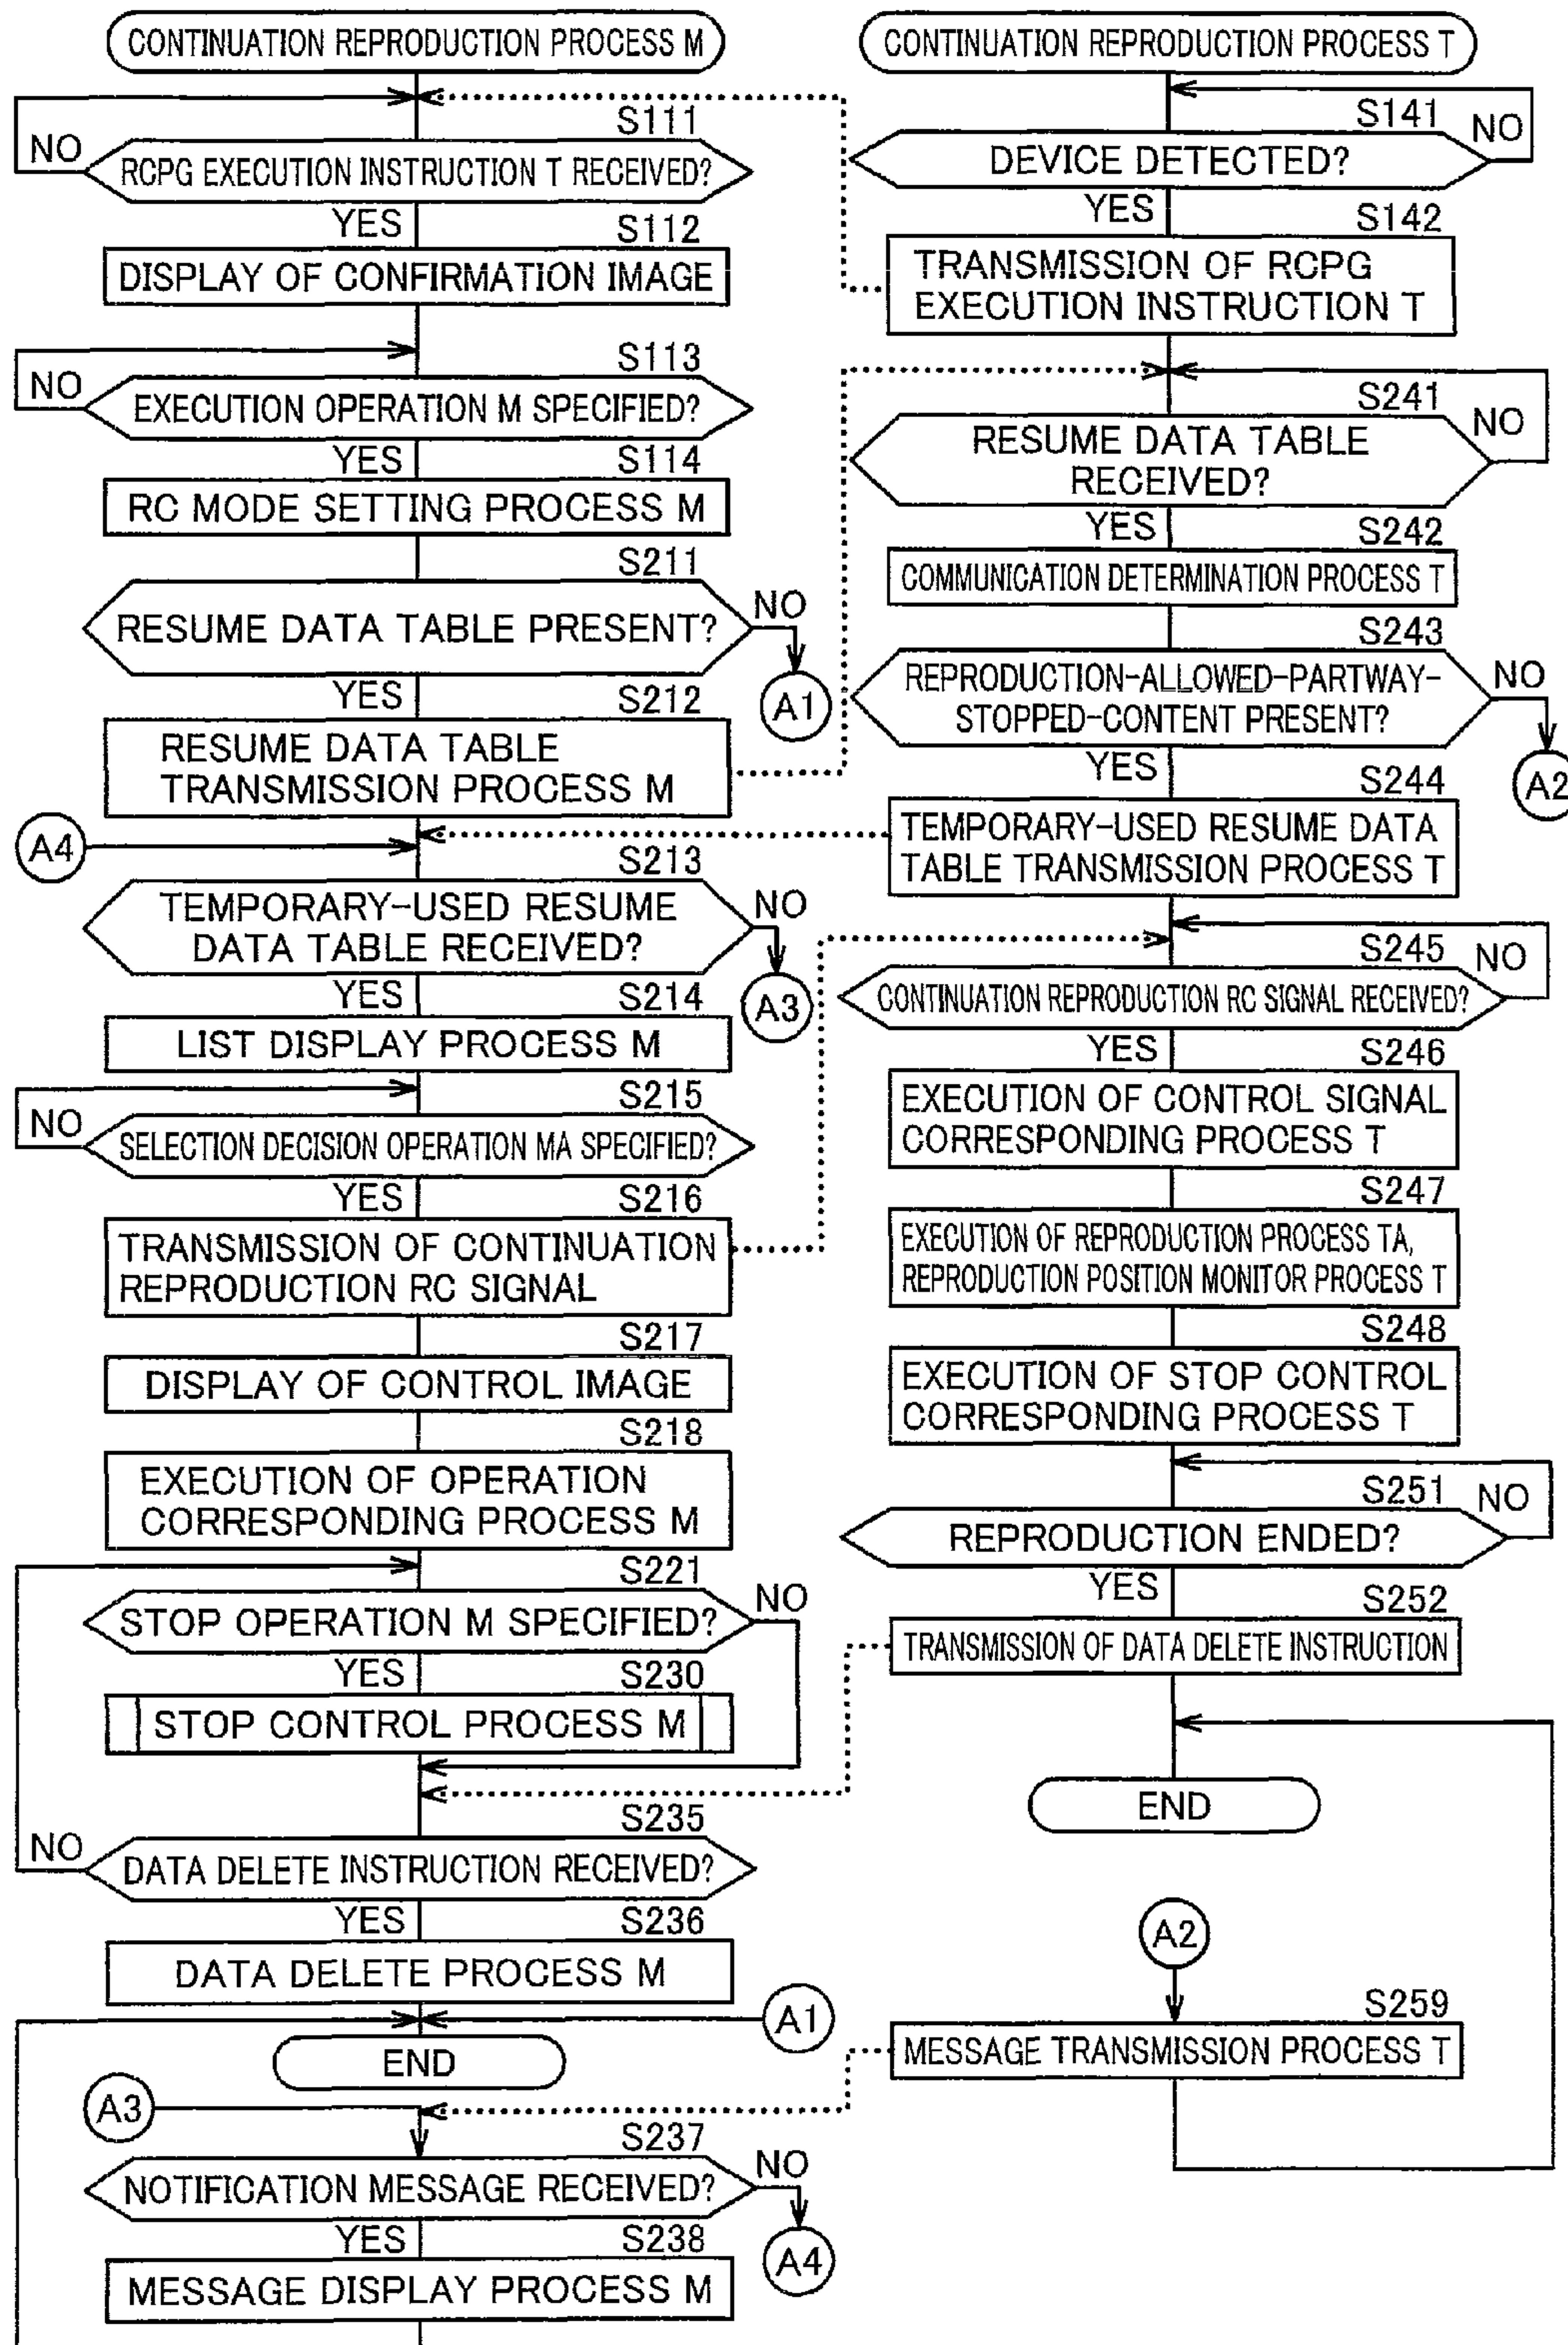 CONTINUATION REPRODUCTION PROCESS M
S111
NO
RCPG EXECUTION INSTRUCTION T RECEIVED?
YES
S112
DISPLAY OF CONFIRMATION IMAGE
S113
NO
EXECUTION OPERATION M SPECIFIED?
YES
S114
RC MODE SETTING PROCESS M
S211
RESUME DATA TABLE PRESENT?
NO
A1
YES
S212
RESUME DATA TABLE
TRANSMISSION PROCESS M
A4
S213
TEMPORARY-USED RESUME
DATA TABLE RECEIVED?
NO
A3
YES
S214
LIST DISPLAY PROCESS M
S215
NO
SELECTION DECISION OPERATION MA SPECIFIED?
YES
S216
TRANSMISSION OF CONTINUATION
REPRODUCTION RC SIGNAL
S217
DISPLAY OF CONTROL IMAGE
S218
EXECUTION OF OPERATION
CORRESPONDING PROCESS M
S221
STOP OPERATION M SPECIFIED?
NO
YES
S230
STOP CONTROL PROCESS M
S235
NO
DATA DELETE INSTRUCTION RECEIVED?
YES
S236
DATA DELETE PROCESS M
A1
END
A3
S237
NOTIFICATION MESSAGE RECEIVED?
NO
A4
YES
S238
MESSAGE DISPLAY PROCESS M
CONTINUATION REPRODUCTION PROCESS T
S141
NO
DEVICE DETECTED?
YES
S142
TRANSMISSION OF RCPG
EXECUTION INSTRUCTION T
S241
NO
RESUME DATA TABLE
RECEIVED?
YES
S242
COMMUNICATION DETERMINATION PROCESS T
S243
REPRODUCTION-ALLOWED-PARTWAY-
STOPPED-CONTENT PRESENT?
NO
A2
YES
S244
TEMPORARY-USED RESUME DATA
TABLE TRANSMISSION PROCESS T
S245
NO
CONTINUATION REPRODUCTION RC SIGNAL RECEIVED?
YES
S246
EXECUTION OF CONTROL SIGNAL
CORRESPONDING PROCESS T
S247
EXECUTION OF REPRODUCTION PROCESS TA,
REPRODUCTION POSITION MONITOR PROCESS T
S248
EXECUTION OF STOP CONTROL
CORRESPONDING PROCESS T
S251
NO
REPRODUCTION ENDED?
YES
S252
TRANSMISSION OF DATA DELETE INSTRUCTION
END
A2
S259
MESSAGE TRANSMISSION PROCESS T